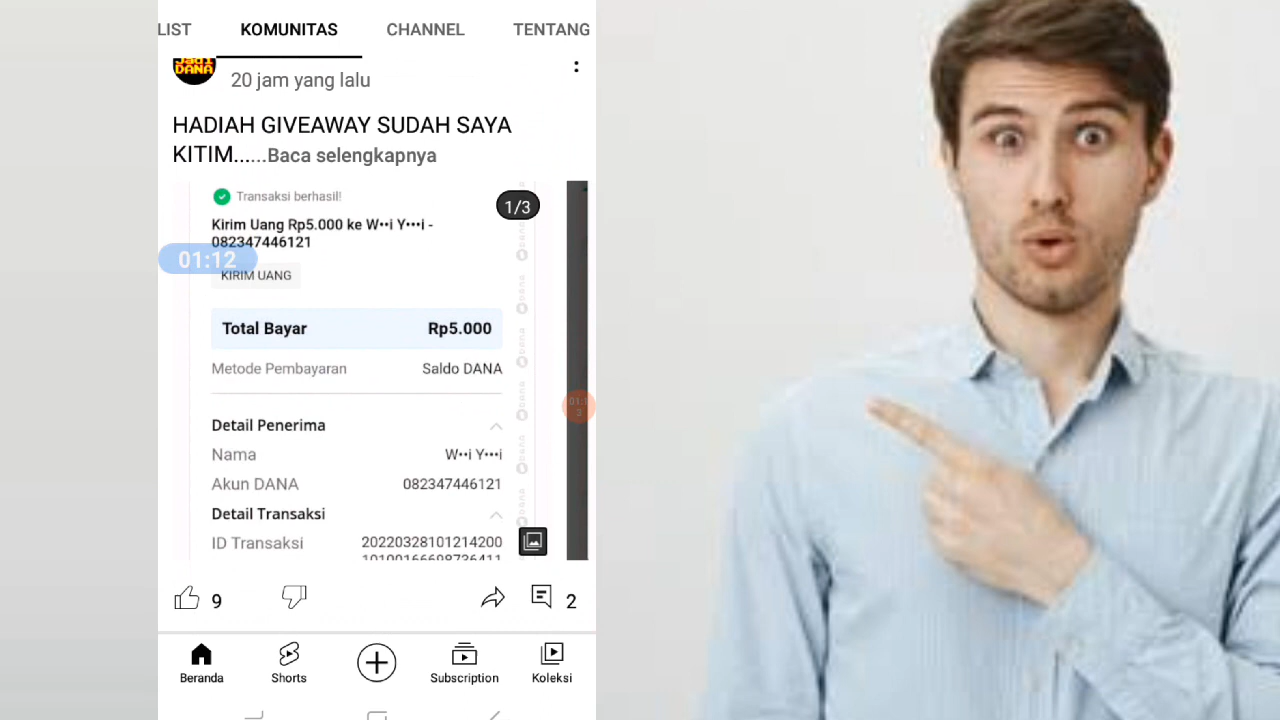 LIST KOMUNITAS CHANNEL TENTANG
DANA
20 jam yang lalu
HADIAH GIVEAWAY SUDAH SAYA
KITIM......Baca selengkapnya
Transaksi berhasil!
1/3
Kirim Uang Rp5.000 ke W••i Y•••i -
082347446121
01:12
KIRIM UANG
Total Bayar Rp5.000
Metode Pembayaran Saldo DANA
Detail Penerima
Nama W••i Y•••i
Akun DANA 082347446121
Detail Transaksi
ID Transaksi 20220328101214200
9
2
Beranda Shorts Subscription Koleksi